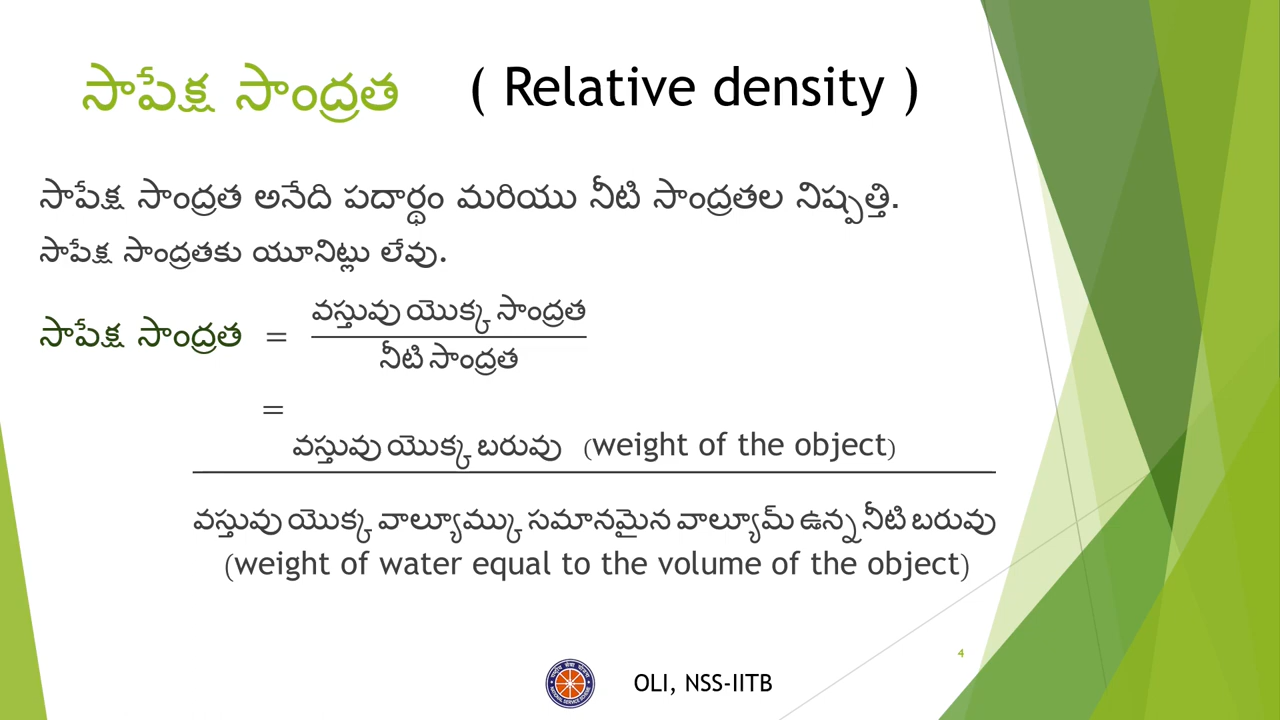 సాపేక్ష సాంద్రత ( Relative density )
సాపేక్ష సాంద్రత అనేది పదార్థం మరియు నీటి సాంద్రతల నిష్పత్తి.
సాపేక్ష సాంద్రతకు యూనిట్లు లేవు.
వస్తువు యొక్క సాంద్రత
సాపేక్ష సాంద్రత =
నీటి సాంద్రత
=
వస్తువు యొక్క బరువు (weight of the object)
వస్తువు యొక్క వాల్యూమ్కు సమానమైన వాల్యూమ్ ఉన్న నీటి బరువు
(weight of water equal to the volume of the object)
4
OLI, NSS-IITB